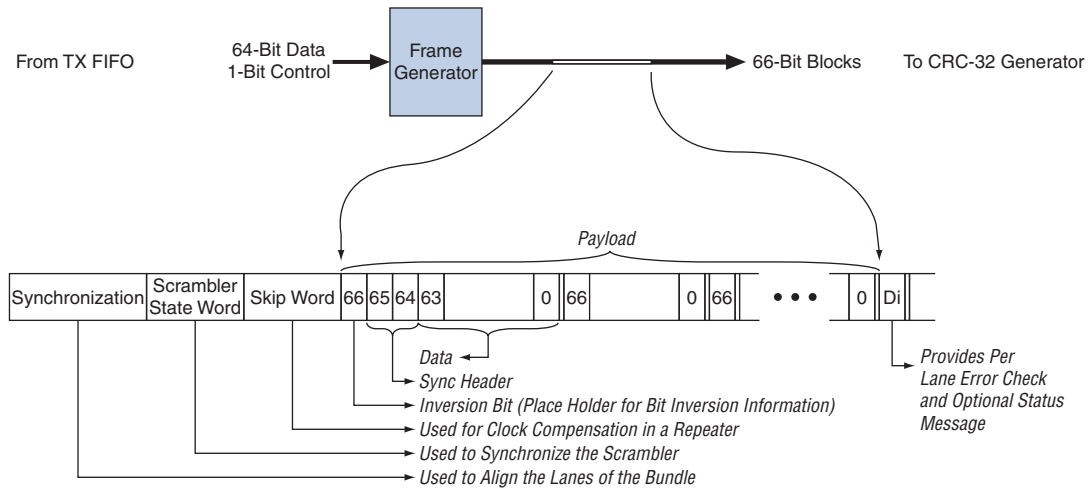 From TX FIFO
64-Bit Data
1-Bit Control
Frame
Generator
66-Bit Blocks
To CRC-32 Generator
Payload
Synchronization
Scrambler
State Word
Skip Word
66
65
64
63
0
66
0
66
0
Di
Data
Sync Header
Inversion Bit (Place Holder for Bit Inversion Information)
Used for Clock Compensation in a Repeater
Used to Synchronize the Scrambler
Used to Align the Lanes of the Bundle
Provides Per
Lane Error Check
and Optional Status
Message